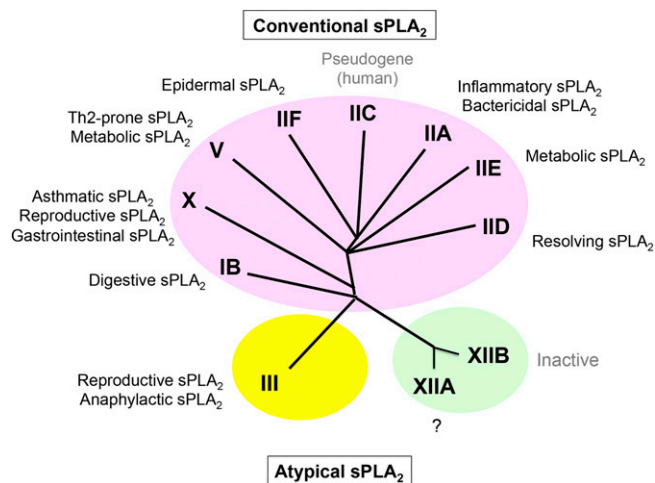 Conventional sPLA₂
Pseudogene
(human)
Epidermal sPLA₂
Inflammatory sPLA₂
Bactericidal sPLA₂
Th2-prone sPLA₂
Metabolic sPLA₂
IIF
IIC
IIA
V
IIE
Metabolic sPLA₂
Asthmatic sPLA₂
Reproductive sPLA₂
Gastrointestinal sPLA₂
X
IID
Resolving sPLA₂
Digestive sPLA₂
IB
XIIB
Inactive
Reproductive sPLA₂
Anaphylactic sPLA₂
III
XIIA
?
Atypical sPLA₂